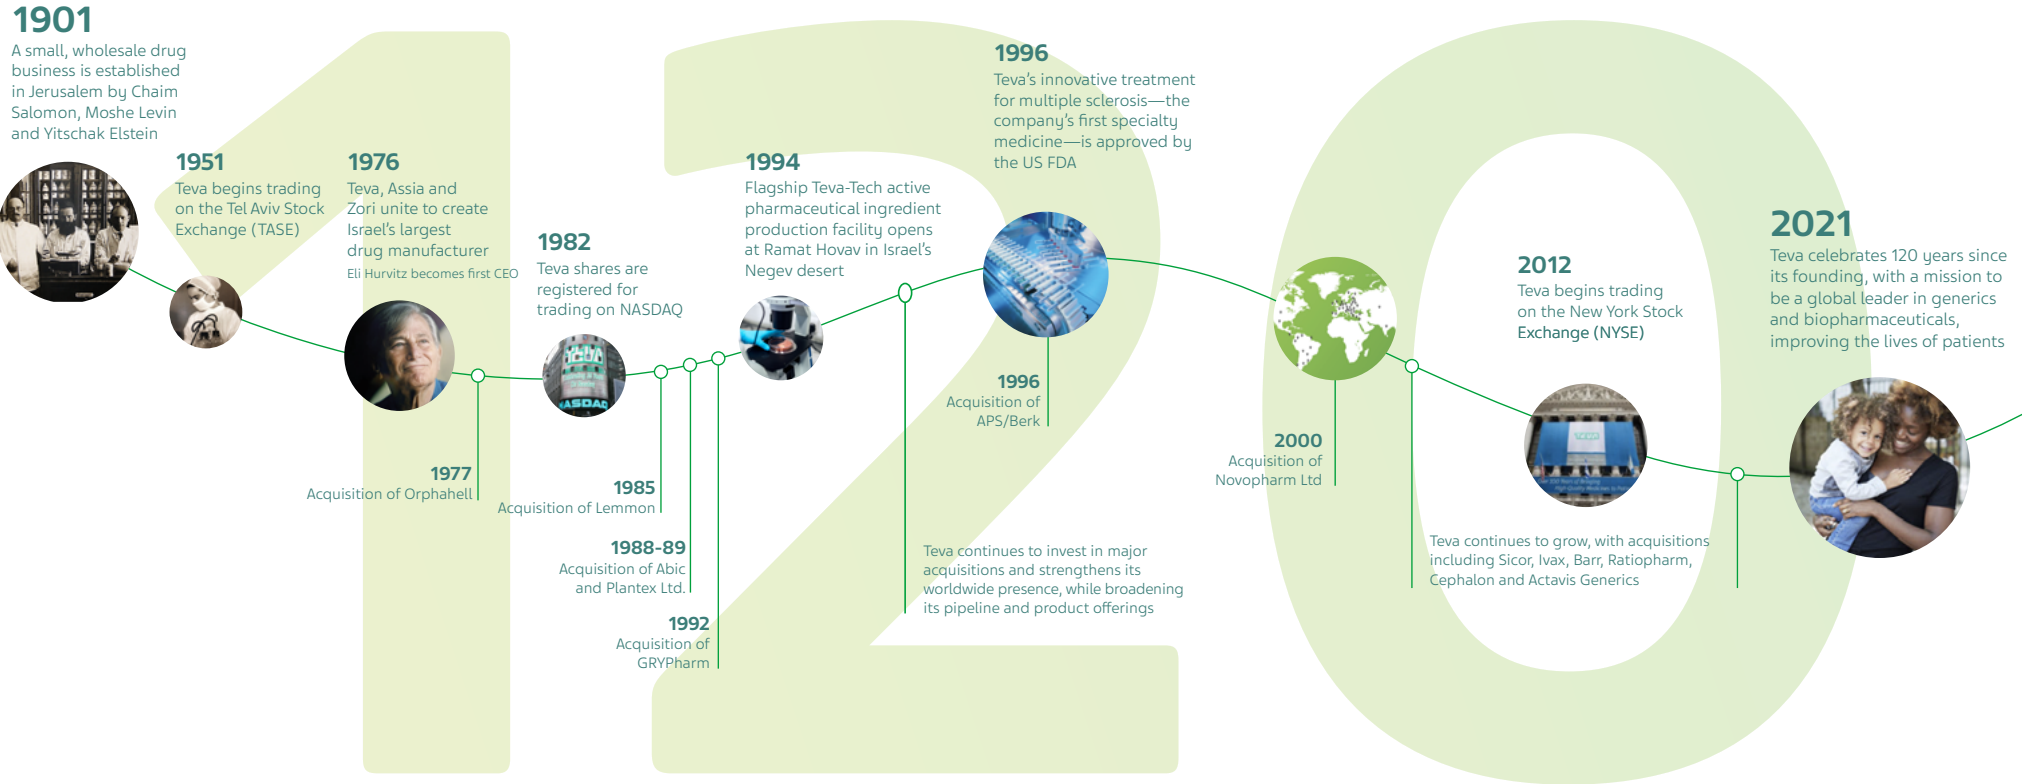 1901
A small, wholesale drug
business is established
in Jerusalem by Chaim
Salomon, Moshe Levin
and Yitschak Elstein
1951
Teva begins trading
on the Tel Aviv Stock
Exchange (TASE)
1976
Teva, Assia and
Zori unite to create
Israel's largest
drug manufacturer
Eli Hurvitz becomes first CEO
1977
Acquisition of Orphahell
1982
Teva shares are
registered for
trading on NASDAQ
NASDAQ
1985
Acquisition of Lemmon
1988-89
Acquisition of Abic
and Plantex Ltd.
1992
Acquisition of
GRYPharm
1994
Flagship Teva-Tech active
pharmaceutical ingredient
production facility opens
at Ramat Hovav in Israel's
Negev desert
Teva continues to invest in major
acquisitions and strengthens its
worldwide presence, while broadening
its pipeline and product offerings
1996
Teva's innovative treatment
for multiple sclerosis—the
company's first specialty
medicine—is approved by
the US FDA
1996
Acquisition of
APS/Berk
2000
Acquisition of
Novopharm Ltd
Teva continues to grow, with acquisitions
including Sicor, Ivax, Barr, Ratiopharm,
Cephalon and Actavis Generics
2012
Teva begins trading
on the New York Stock
Exchange (NYSE)
2021
Teva celebrates 120 years since
its founding, with a mission to
be a global leader in generics
and biopharmaceuticals,
improving the lives of patients
120